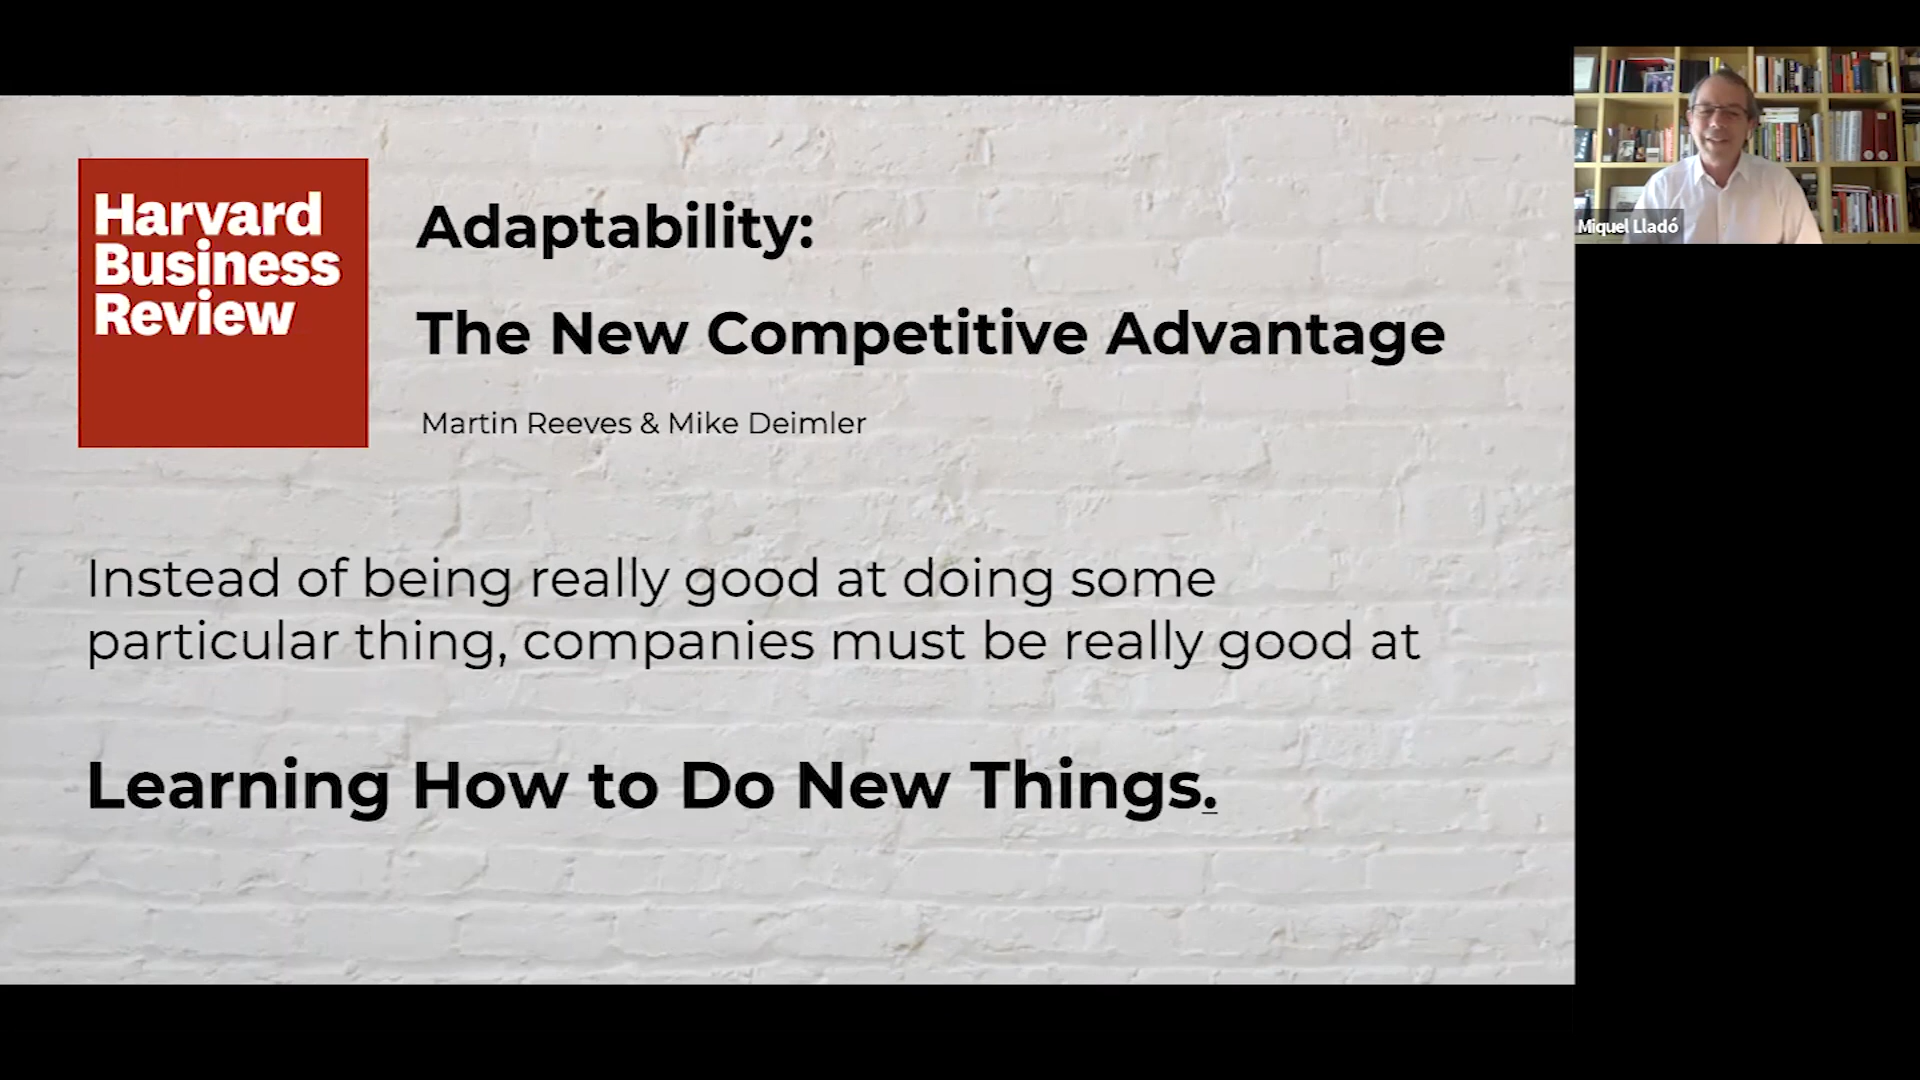 Harvard
Business
Review
Adaptability:
The New Competitive Advantage
Martin Reeves & Mike Deimler
Instead of being really good at doing some
particular thing, companies must be really good at
Learning How to Do New Things.
Miquel Lladó